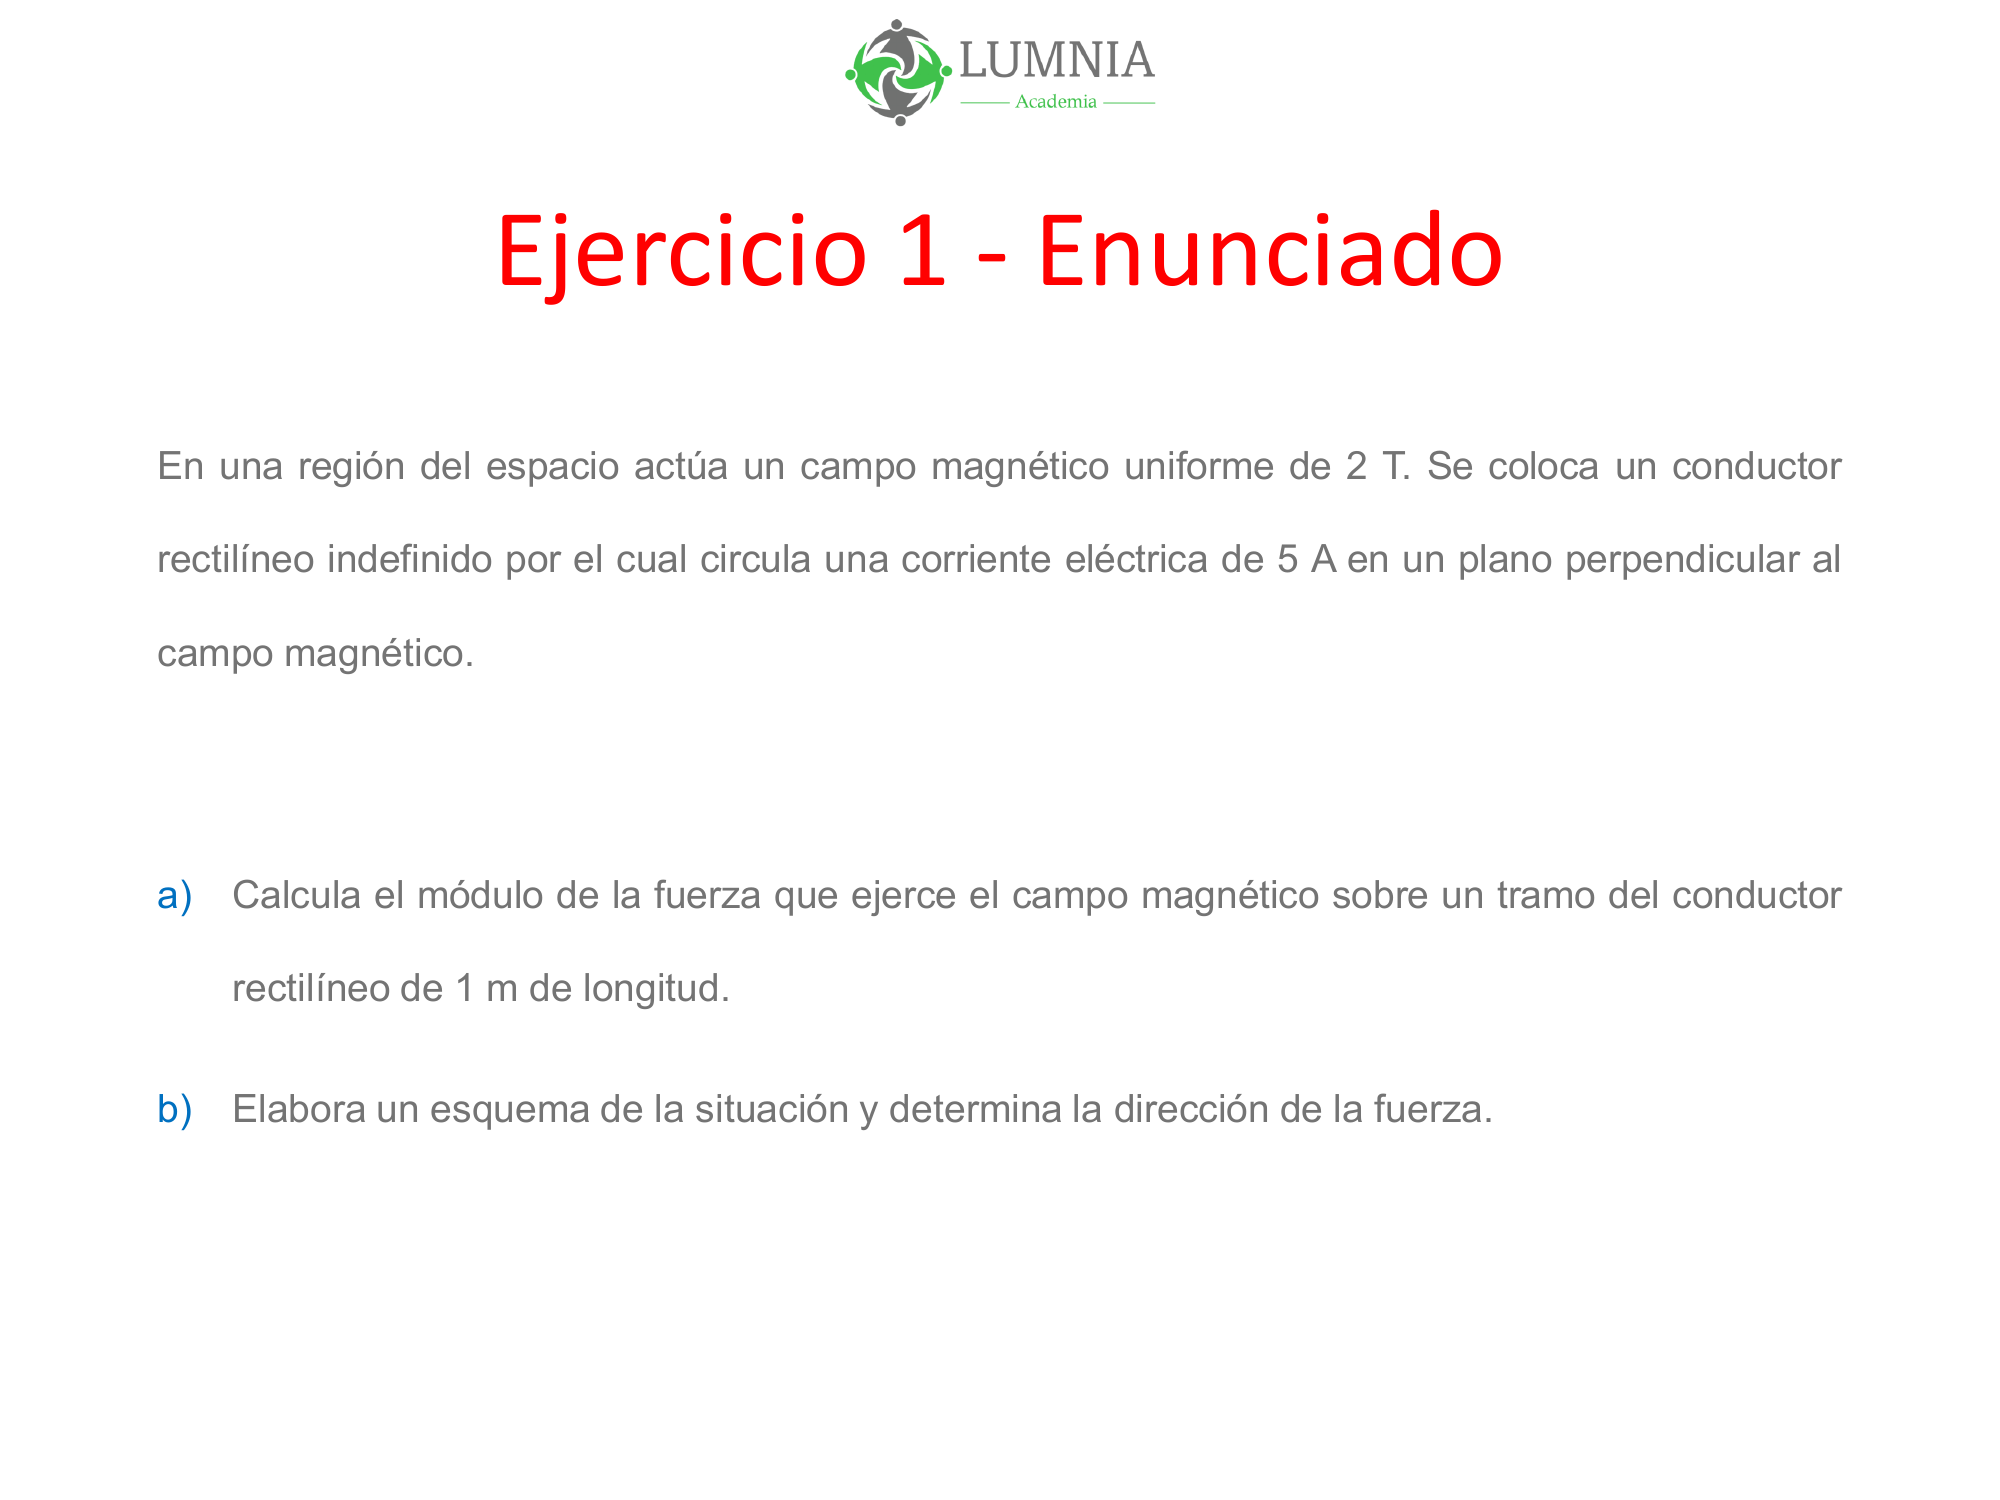 LUMNIA
Academia
Ejercicio 1 - Enunciado
En una región del espacio actúa un campo magnético uniforme de 2 T. Se coloca un conductor
rectilíneo indefinido por el cual circula una corriente eléctrica de 5 A en un plano perpendicular al
campo magnético.
a) Calcula el módulo de la fuerza que ejerce el campo magnético sobre un tramo del conductor
rectilíneo de 1 m de longitud.
b) Elabora un esquema de la situación y determina la dirección de la fuerza.